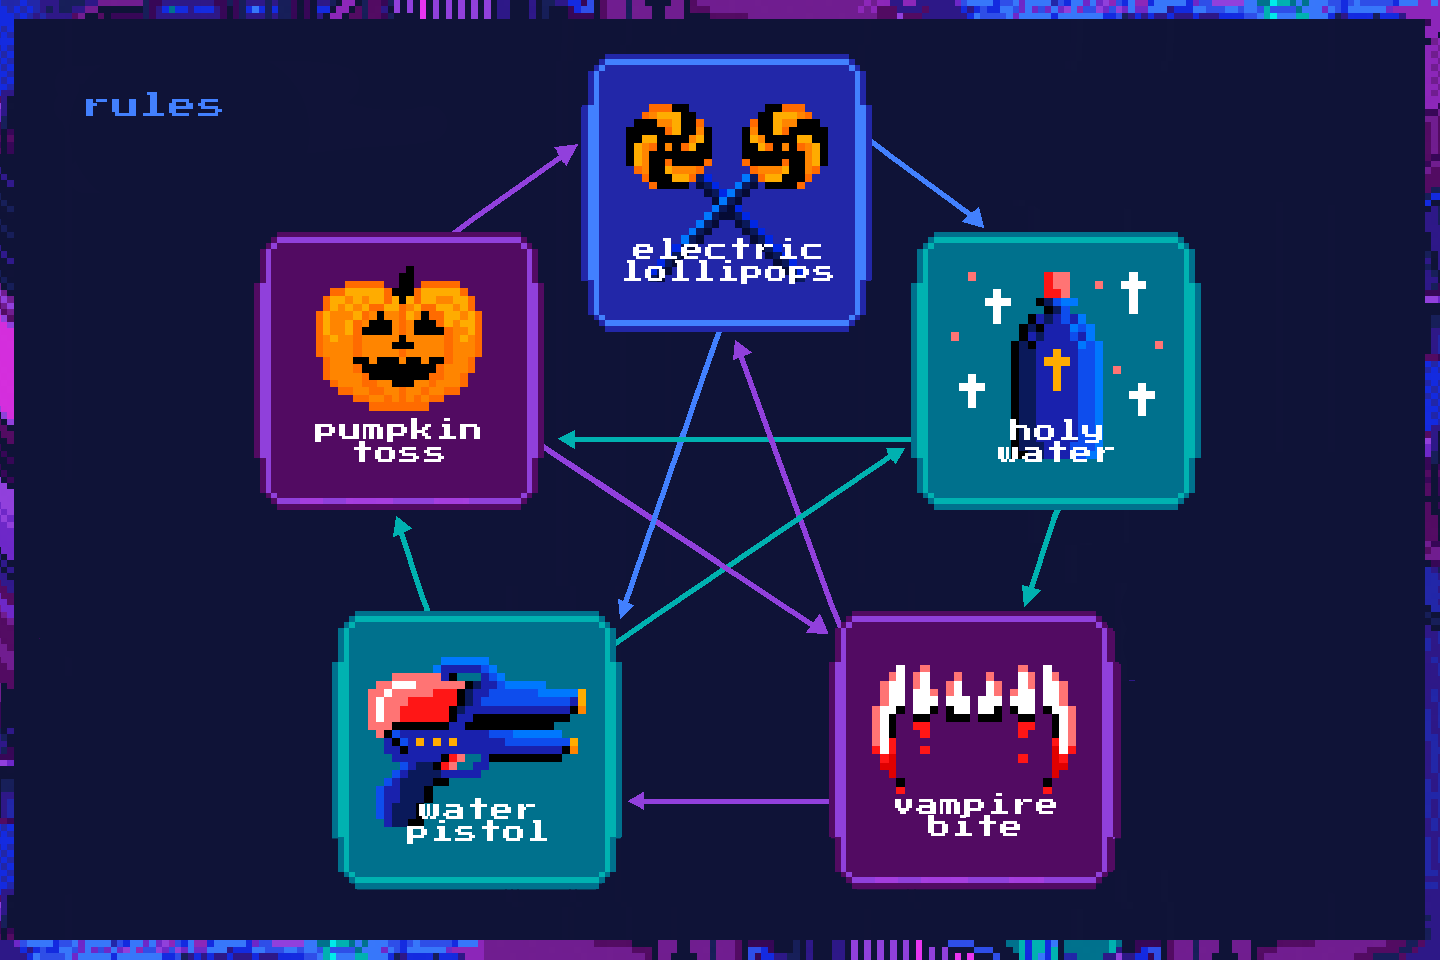 rules
electric
lollipops
pumpkin
toss
holy
water
water
pistol
vampire
bite